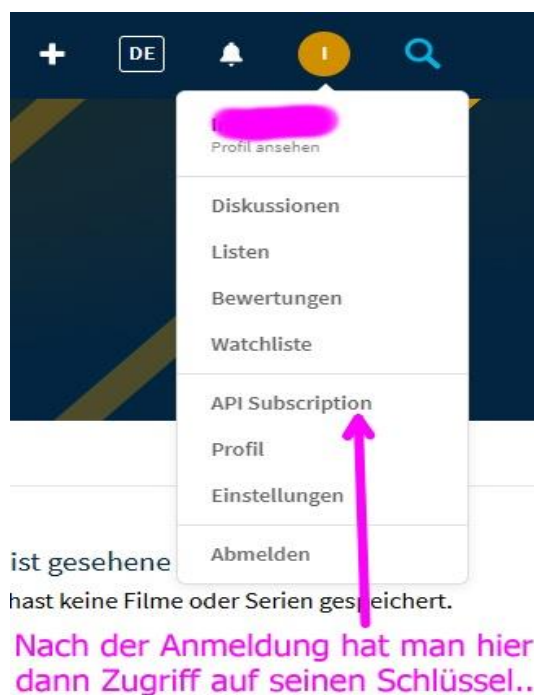 DE
I
Profil ansehen
Diskussionen
Listen
Bewertungen
Watchliste
API Subscription
Profil
Einstellungen
Abmelden
ist gesehene
hast keine Filme oder Serien gespeichert.
Nach der Anmeldung hat man hier
dann Zugriff auf seinen Schlüssel..